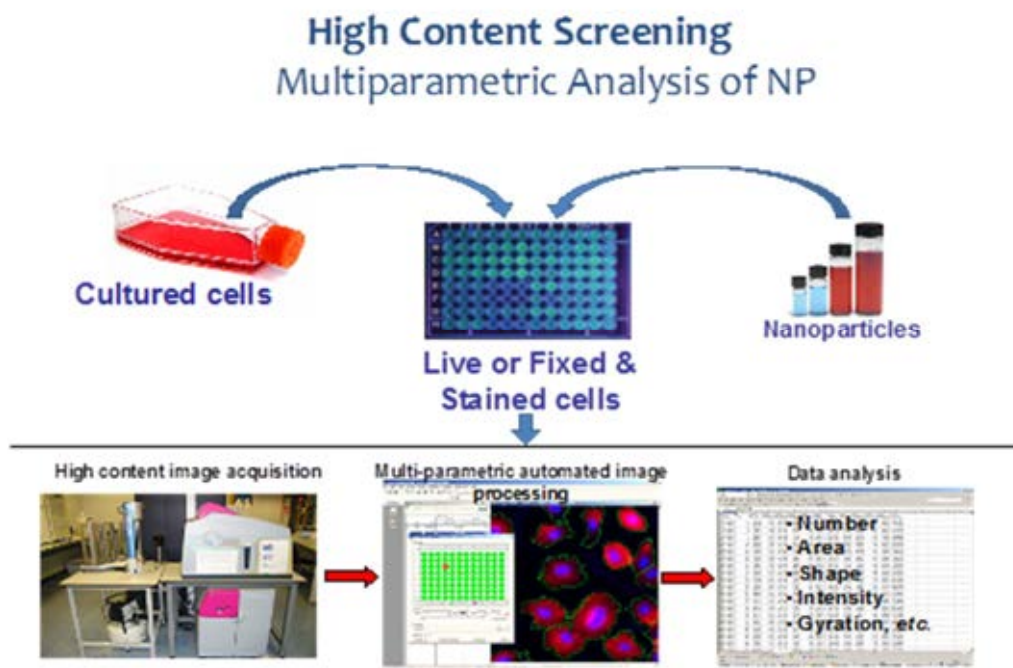 High Content Screening
Multiparametric Analysis of NP
Cultured cells
Nanoparticles
Live or Fixed &
Stained cells
High content image acquisition
Multi-parametric automated image
processing
Data analysis
• Number
• Area
• Shape
• Intensity
• Gyration, etc.